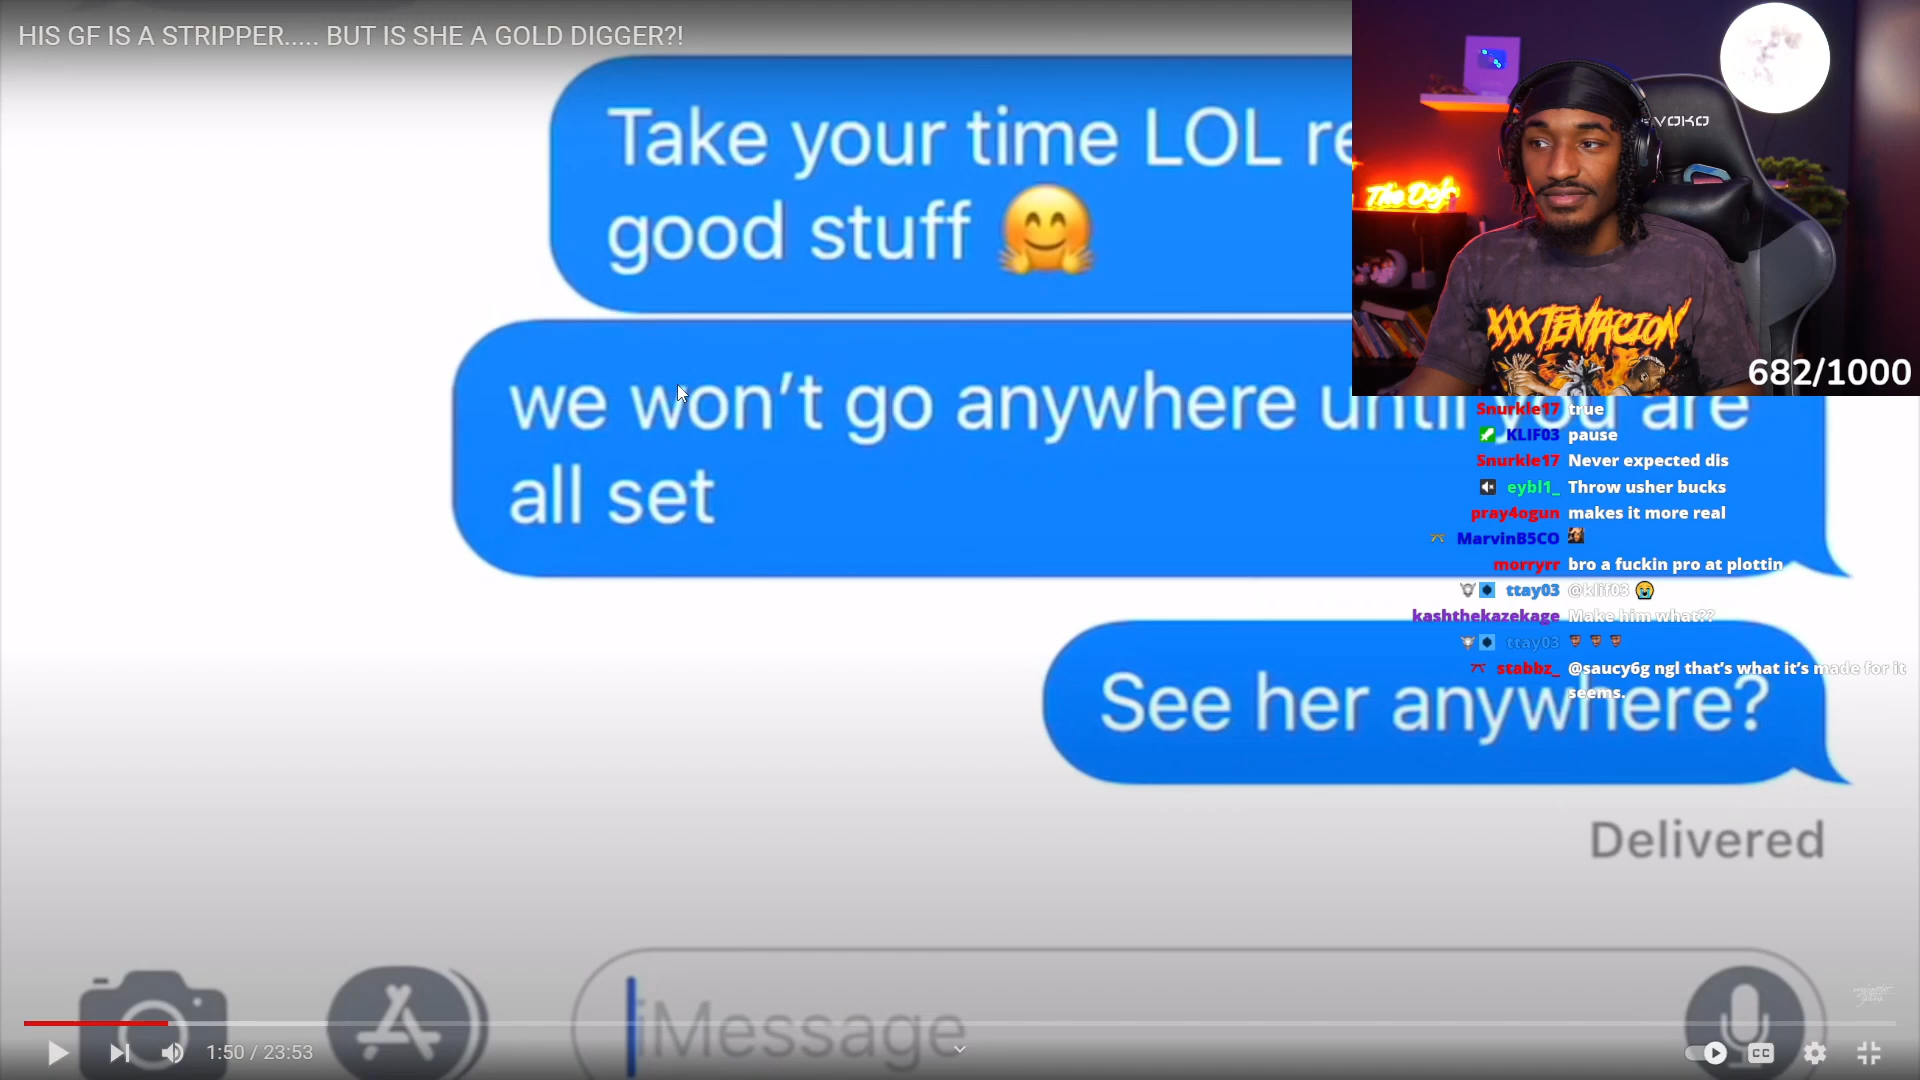 HIS GF IS A STRIPPER..... BUT IS SHE A GOLD DIGGER?!
Take your time LOL re
good stuff 🤗
we won't go anywhere until you are
all set
See her anywhere?
Delivered
iMessage
1:50 / 23:53
CC
VOKO
XXXTENTACION
682/1000
Snurkle17 true
KLIF03 pause
Snurkle17 Never expected dis
eybl1_ Throw usher bucks
pray4ogun makes it more real
MarvinB5CO
morryrr bro a fuckin pro at plottin
ttay03 @klif03 😭
kashthekazekage Make him what??
ttay03
stabbz_ @saucy6g ngl that's what it's made for it
seems.